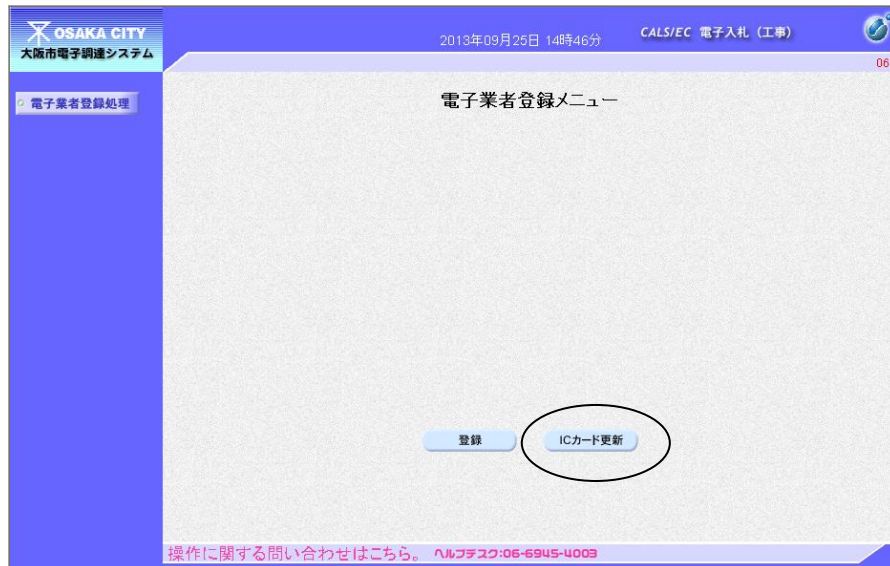 OSAKA CITY
大阪市電子調達システム
2013年09月25日 14時46分
CALS/EC 電子入札（工事）
06
電子業者登録処理
電子業者登録メニュー
登録
ICカード更新
操作に関する問い合わせはこちら。 ヘルプデスク:06-6945-4003